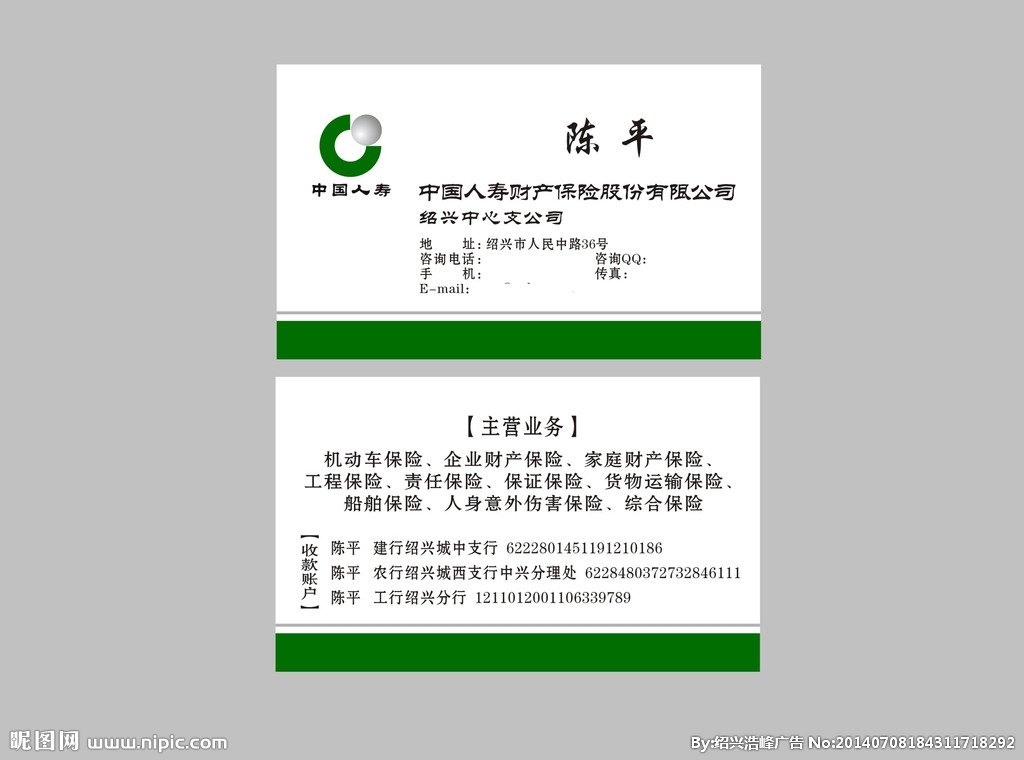 陈 平
中国人寿
中国人寿财产保险股份有限公司
绍兴中心支公司
地 址：绍兴市人民中路36号
咨询电话： 咨询QQ：
手 机： 传真：
E-mail：
【主营业务】
机动车保险、企业财产保险、家庭财产保险、
工程保险、责任保险、保证保险、货物运输保险、
船舶保险、人身意外伤害保险、综合保险
【收款账户】
陈平 建行绍兴城中支行 6222801451191210186
陈平 农行绍兴城西支行中兴分理处 6228480372732846111
陈平 工行绍兴分行 1211012001106339789
昵图网 www.nipic.com
By:绍兴浩峰广告 No:20140708184311718292